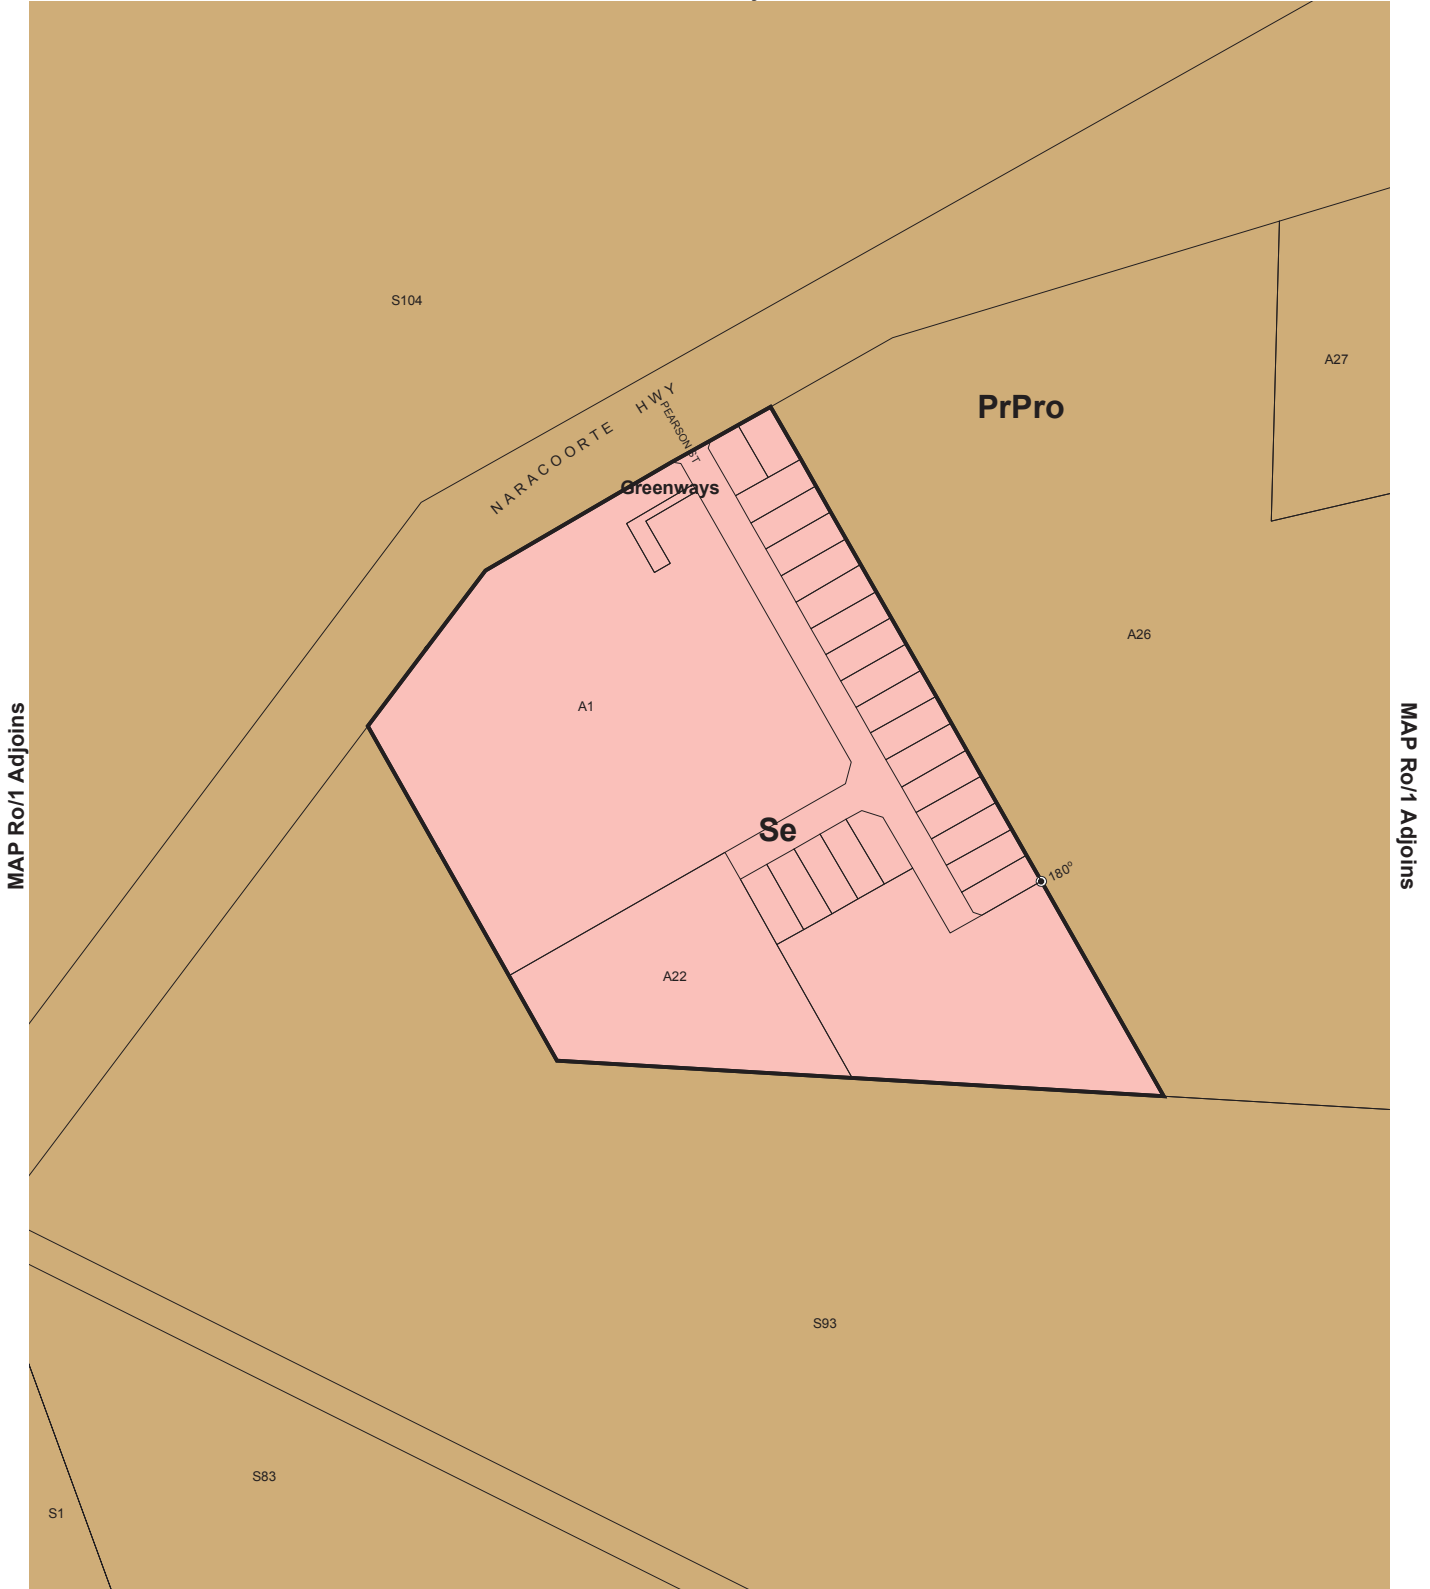 S104
A27
NARACOORTE HWY
PEARSON ST
PrPro
Greenways
A26
A1
MAP Ro/1 Adjoins
MAP Ro/1 Adjoins
Se
180°
A22
S93
S83
S1